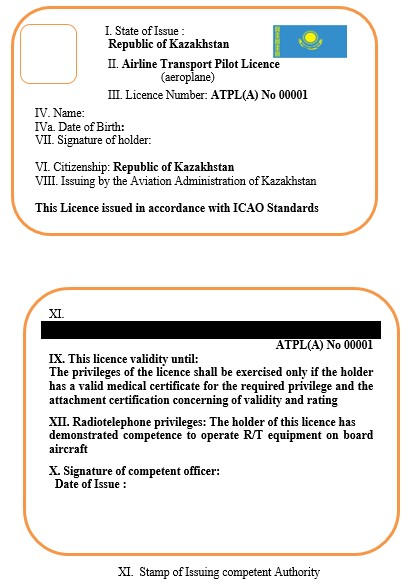 I. State of Issue :
Republic of Kazakhstan
II. Airline Transport Pilot Licence
(aeroplane)
III. Licence Number: ATPL(A) No 00001
IV. Name:
IVa. Date of Birth:
VII. Signature of holder:
VI. Citizenship: Republic of Kazakhstan
VIII. Issuing by the Aviation Administration of Kazakhstan
This Licence issued in accordance with ICAO Standards
XI.
ATPL(A) No 00001
IX. This licence validity until:
The privileges of the licence shall be exercised only if the holder
has a valid medical certificate for the required privilege and the
attachment certification concerning of validity and rating
XII. Radiotelephone privileges: The holder of this licence has
demonstrated competence to operate R/T equipment on board
aircraft
X. Signature of competent officer:
Date of Issue :
XI. Stamp of Issuing competent Authority